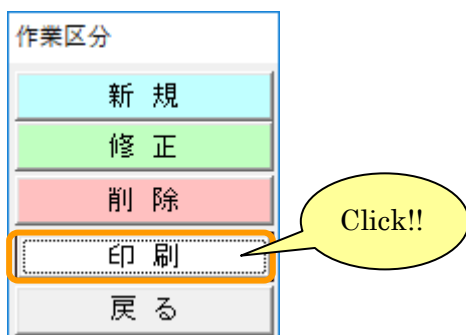 作業区分
新 規
修 正
削 除
印 刷
Click!!
戻 る